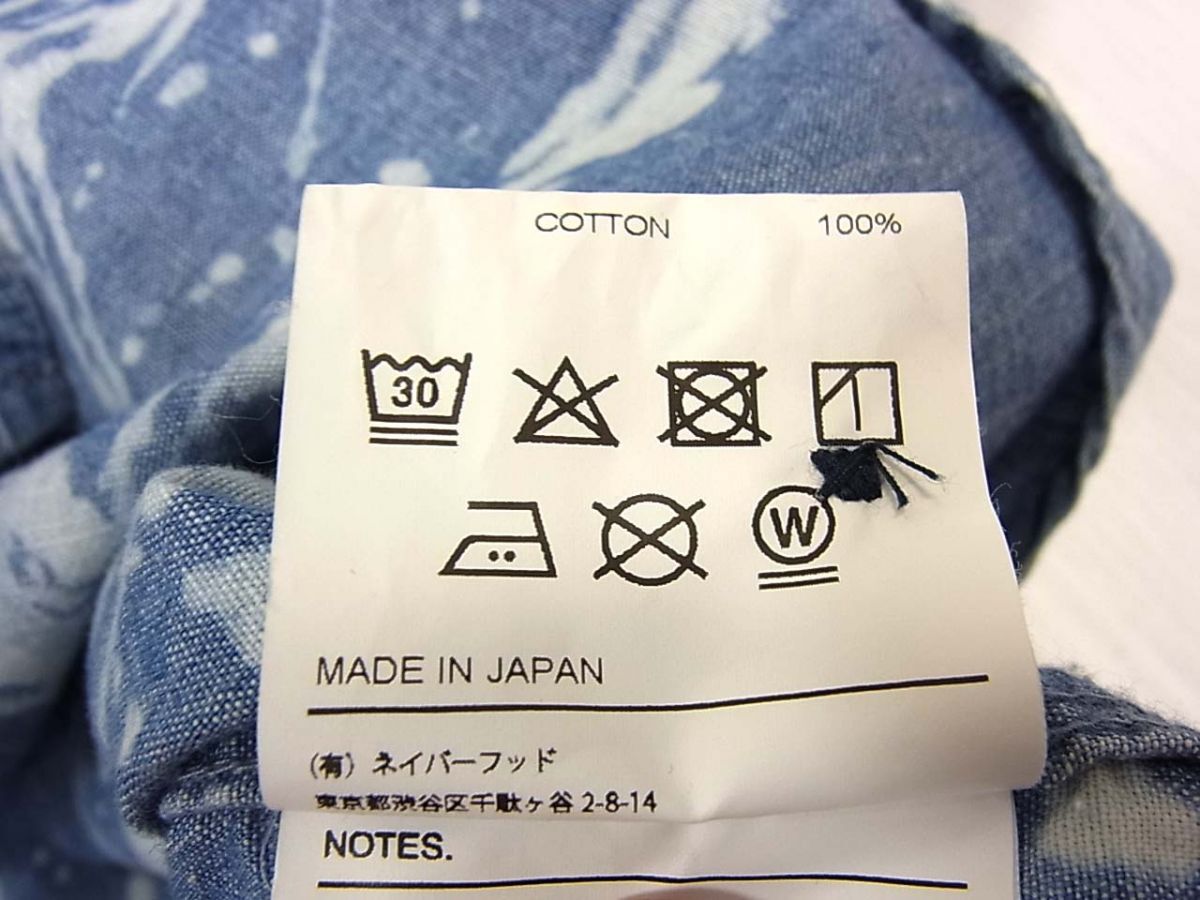 COTTON 100%
30
W
MADE IN JAPAN
(有) ネイバーフッド
東京都渋谷区千駄ヶ谷 2-8-14
NOTES.